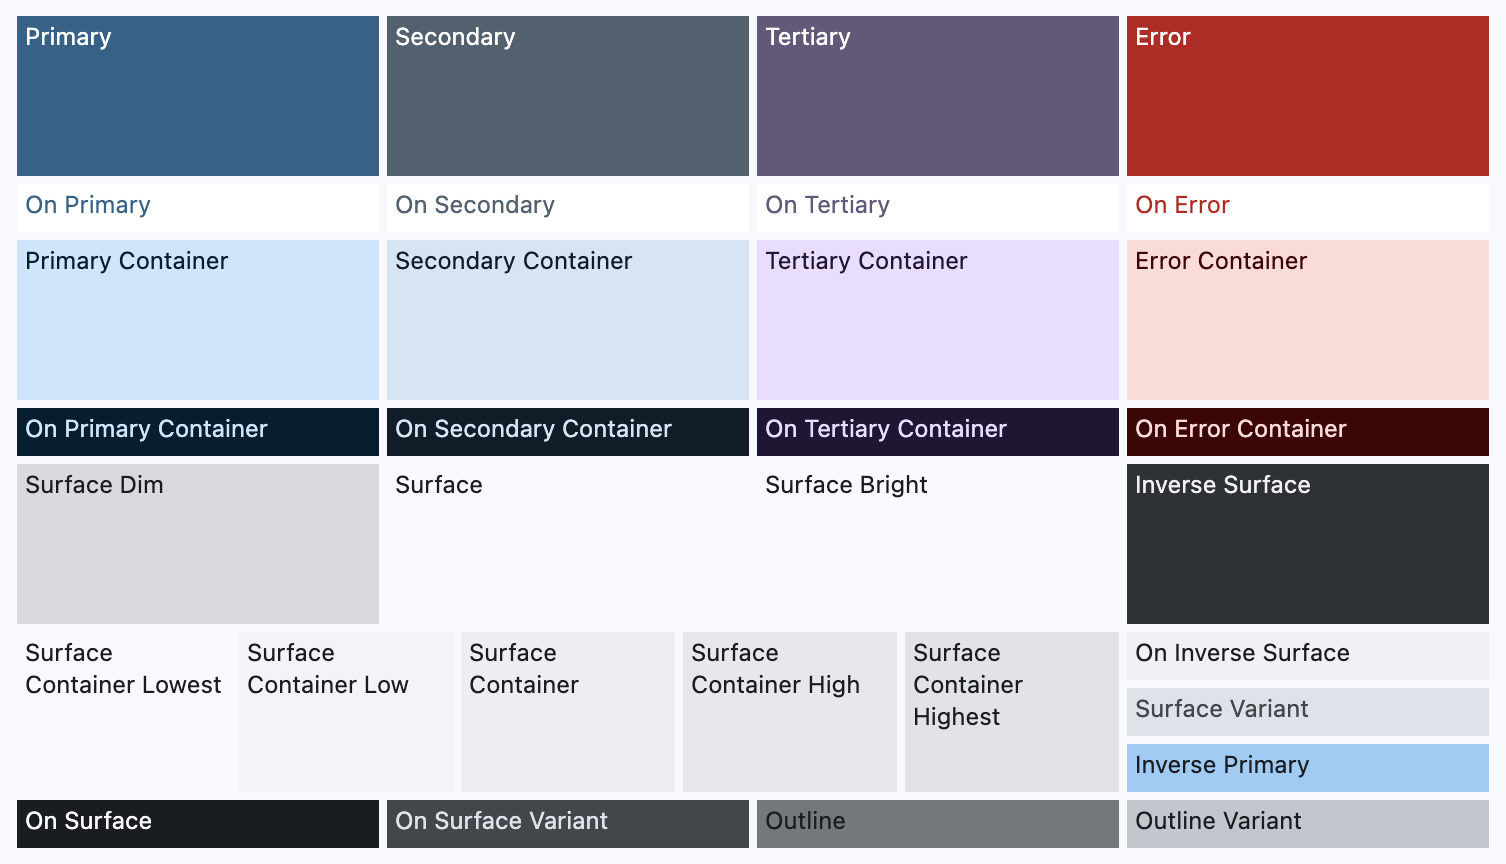 Primary
Secondary
Tertiary
Error
On Primary
On Secondary
On Tertiary
On Error
Primary Container
Secondary Container
Tertiary Container
Error Container
On Primary Container
On Secondary Container
On Tertiary Container
On Error Container
Surface Dim
Surface
Surface Bright
Inverse Surface
Surface
Container Lowest
Surface
Container Low
Surface
Container
Surface
Container High
Surface
Container
Highest
On Inverse Surface
Surface Variant
Inverse Primary
On Surface
On Surface Variant
Outline
Outline Variant